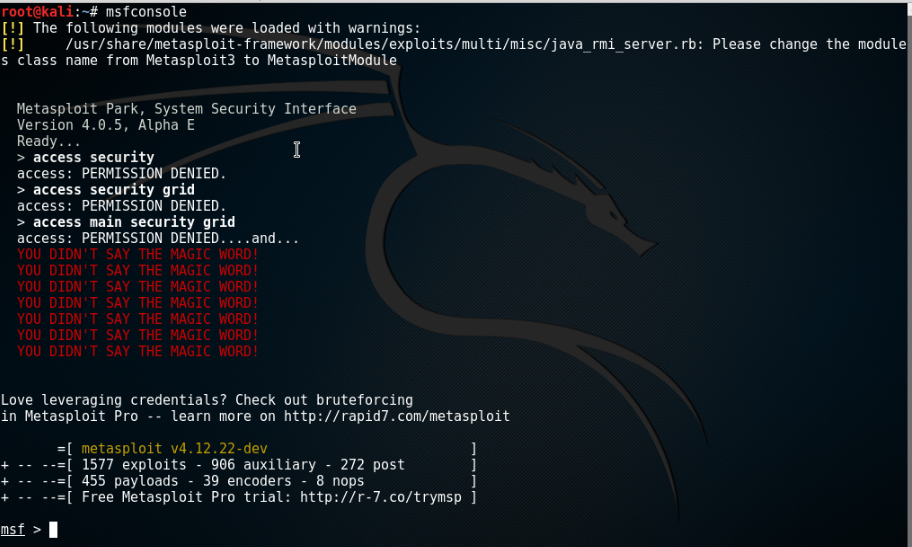 root@kali:~# msfconsole
[!] The following modules were loaded with warnings:
[!]     /usr/share/metasploit-framework/modules/exploits/multi/misc/java_rmi_server.rb: Please change the module
s class name from Metasploit3 to MetasploitModule
Metasploit Park, System Security Interface
Version 4.0.5, Alpha E
Ready...
> access security
access: PERMISSION DENIED.
> access security grid
access: PERMISSION DENIED.
> access main security grid
access: PERMISSION DENIED....and...
YOU DIDN'T SAY THE MAGIC WORD!
YOU DIDN'T SAY THE MAGIC WORD!
YOU DIDN'T SAY THE MAGIC WORD!
YOU DIDN'T SAY THE MAGIC WORD!
YOU DIDN'T SAY THE MAGIC WORD!
YOU DIDN'T SAY THE MAGIC WORD!
YOU DIDN'T SAY THE MAGIC WORD!
Love leveraging credentials? Check out bruteforcing
in Metasploit Pro -- learn more on http://rapid7.com/metasploit
       =[ metasploit v4.12.22-dev                         ]
+ -- --=[ 1577 exploits - 906 auxiliary - 272 post        ]
+ -- --=[ 455 payloads - 39 encoders - 8 nops             ]
+ -- --=[ Free Metasploit Pro trial: http://r-7.co/trymsp ]
msf >